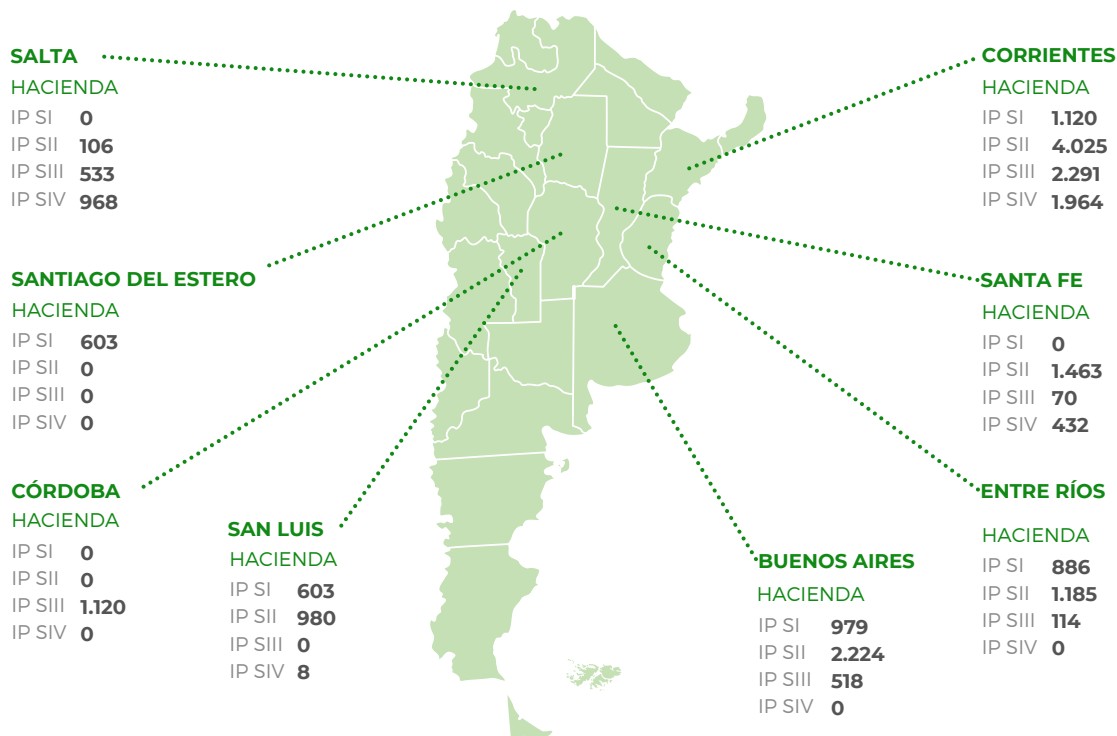 SALTA
HACIENDA
IP SI 0
IP SII 106
IP SIII 533
IP SIV 968
SANTIAGO DEL ESTERO
HACIENDA
IP SI 603
IP SII 0
IP SIII 0
IP SIV 0
CÓRDOBA
HACIENDA
IP SI 0
IP SII 0
IP SIII 1.120
IP SIV 0
SAN LUIS
HACIENDA
IP SI 603
IP SII 980
IP SIII 0
IP SIV 8
BUENOS AIRES
HACIENDA
IP SI 979
IP SII 2.224
IP SIII 518
IP SIV 0
CORRIENTES
HACIENDA
IP SI 1.120
IP SII 4.025
IP SIII 2.291
IP SIV 1.964
SANTA FE
HACIENDA
IP SI 0
IP SII 1.463
IP SIII 70
IP SIV 432
ENTRE RÍOS
HACIENDA
IP SI 886
IP SII 1.185
IP SIII 114
IP SIV 0